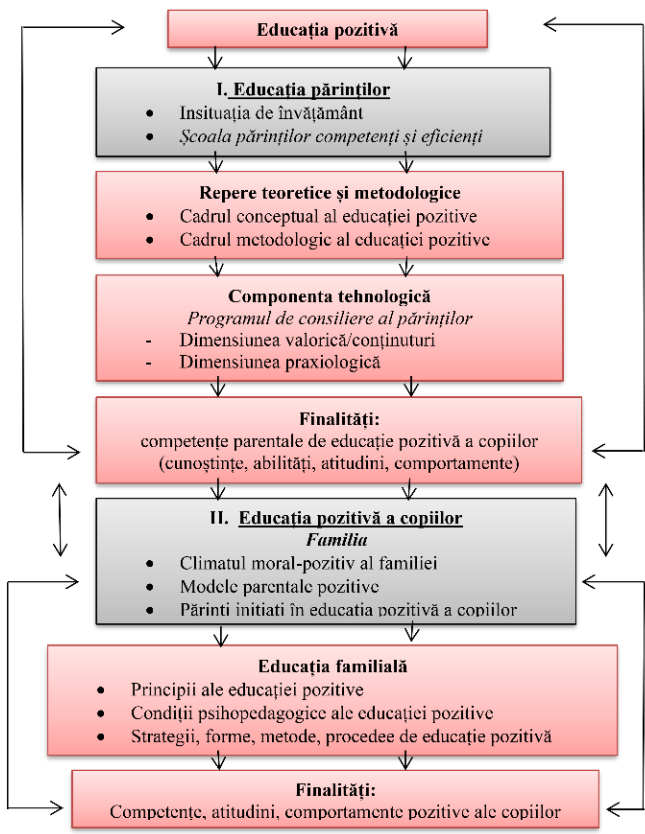 Educația pozitivă
I. Educația părinților
• Insituația de învățământ
• Școala părinților competenți și eficienți
Repere teoretice și metodologice
• Cadrul conceptual al educației pozitive
• Cadrul metodologic al educației pozitive
Componenta tehnologică
Programul de consiliere al părinților
- Dimensiunea valorică/conținuturi
- Dimensiunea praxiologică
Finalități:
competențe parentale de educație pozitivă a copiilor
(cunoștințe, abilități, atitudini, comportamente)
II. Educația pozitivă a copiilor
Familia
• Climatul moral-pozitiv al familiei
• Modele parentale pozitive
• Părinți inițiați în educația pozitivă a copiilor
Educația familială
• Principii ale educației pozitive
• Condiții psihopedagogice ale educației pozitive
• Strategii, forme, metode, procedee de educație pozitivă
Finalități:
Competențe, atitudini, comportamente pozitive ale copiilor